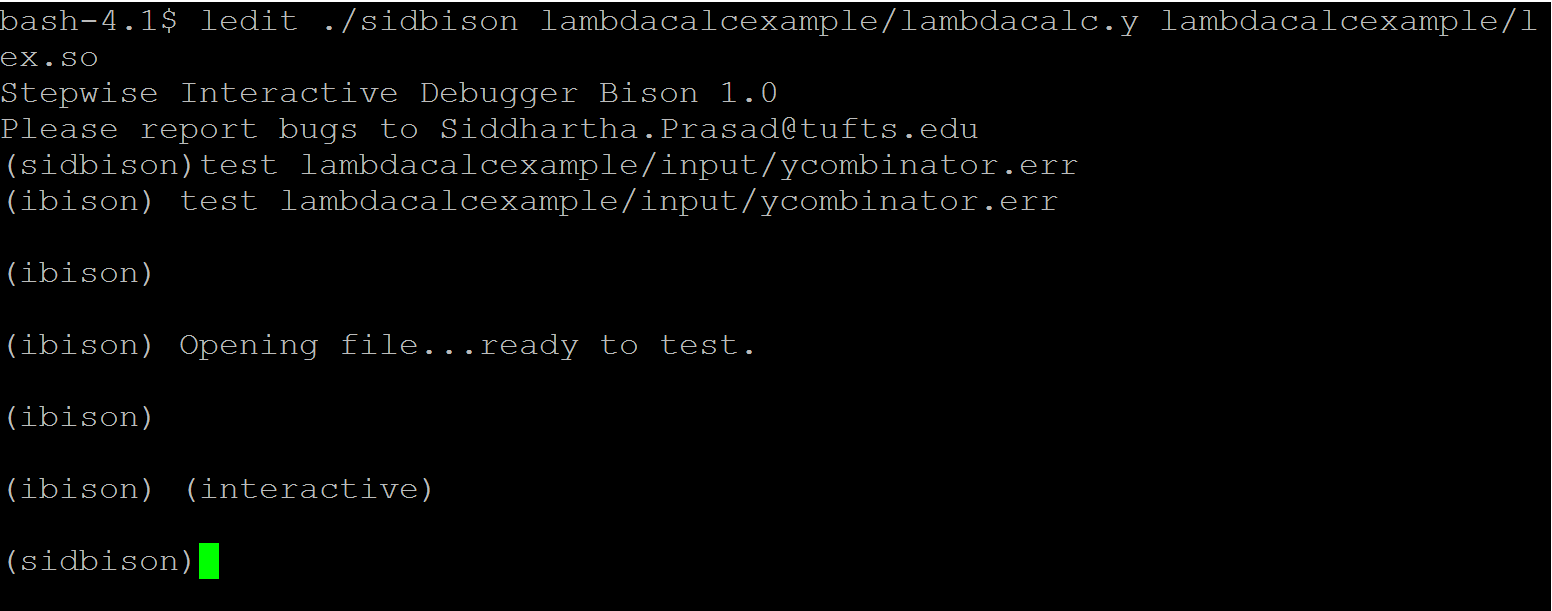 bash-4.1$ ledit ./sidbison lambdacalcexample/lambdacalc.y lambdacalcexample/l
ex.so
Stepwise Interactive Debugger Bison 1.0
Please report bugs to Siddhartha.Prasad@tufts.edu
(sidbison)test lambdacalcexample/input/ycombinator.err
(ibison) test lambdacalcexample/input/ycombinator.err
(ibison)
(ibison) Opening file...ready to test.
(ibison)
(ibison) (interactive)
(sidbison)